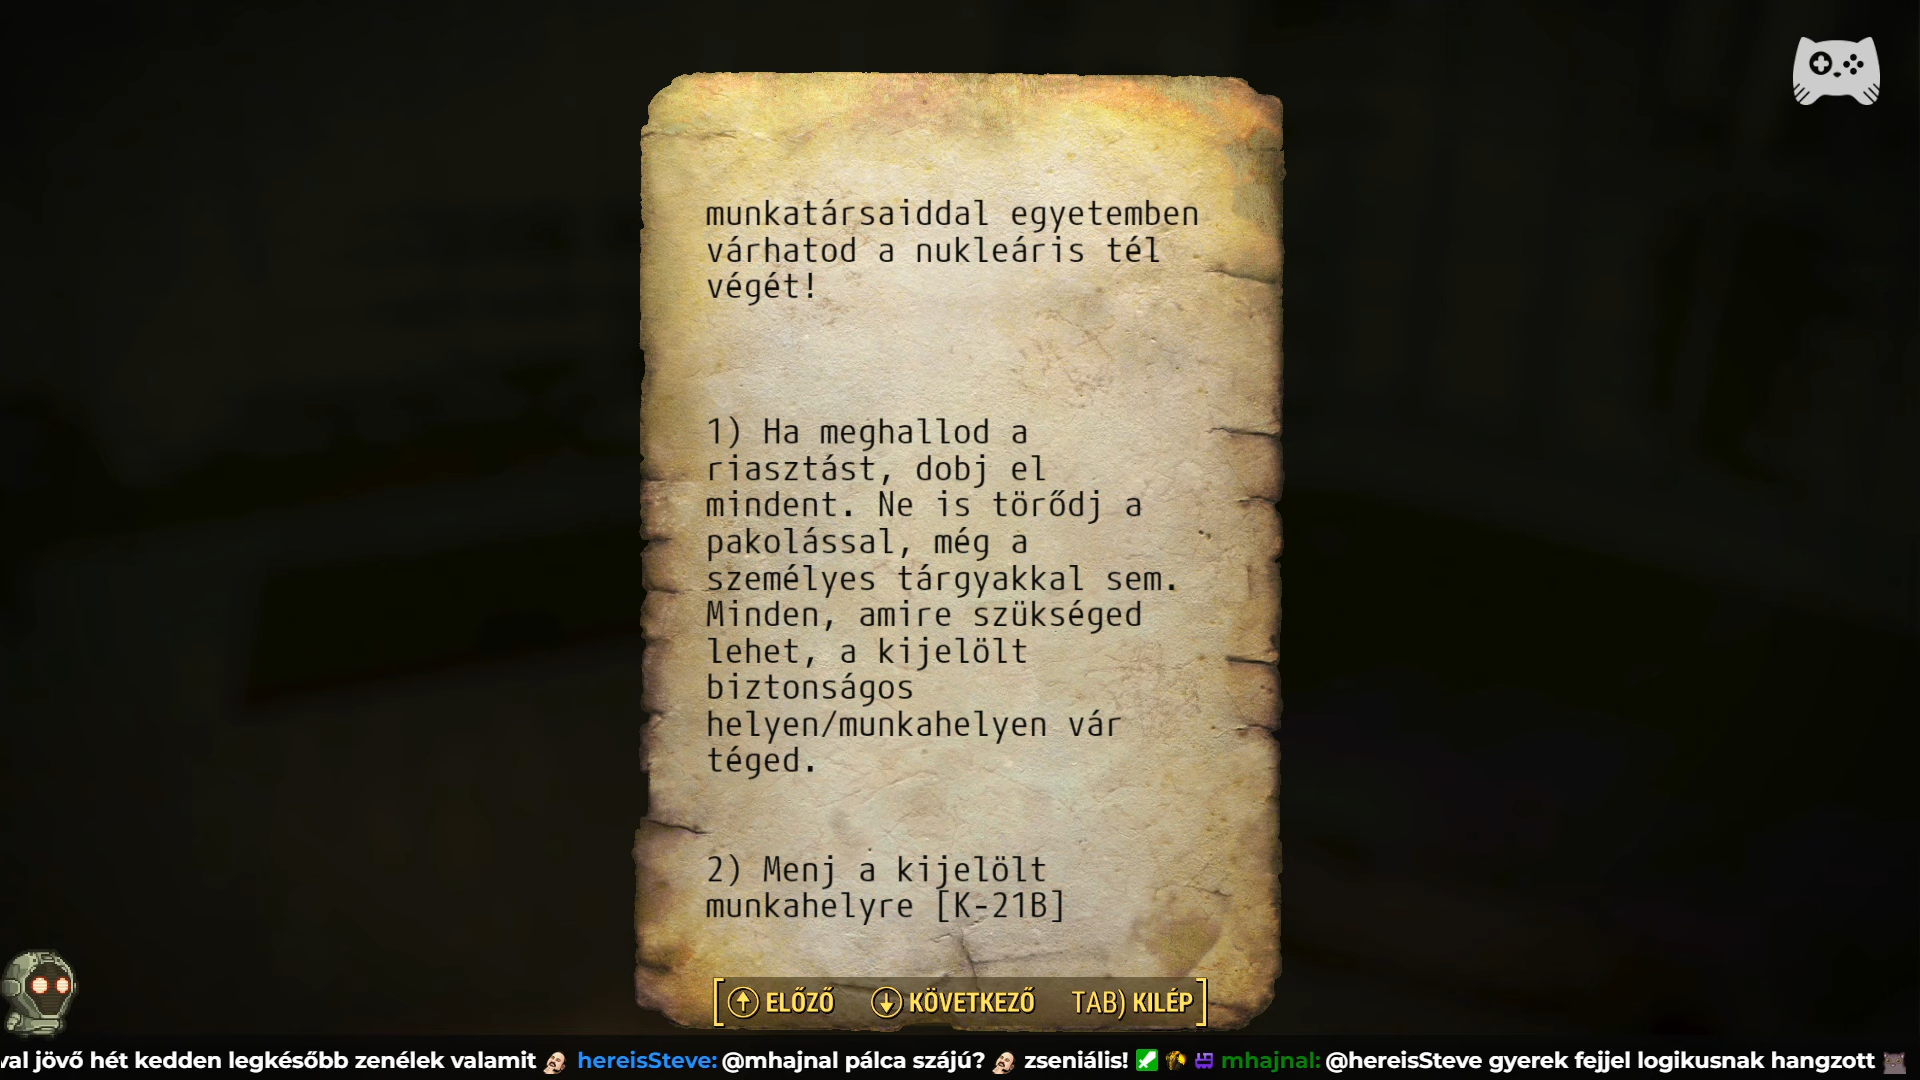 munkatársaiddal egyetemben
várhatod a nukleáris tél
végét!
1) Ha meghallod a
riasztást, dobj el
mindent. Ne is törődj a
pakolással, még a
személyes tárgyakkal sem.
Minden, amire szükséged
lehet, a kijelölt
biztonságos
helyen/munkahelyen vár
téged.
2) Menj a kijelölt
munkahelyre [K-21B]
ELŐZŐ KÖVETKEZŐ TAB) KILÉP
val jövő hét kedden legkésőbb zenélek valamit hereisSteve: @mhajnal pálca szájú? zseniális! mhajnal: @hereisSteve gyerek fejjel logikusnak hangzott